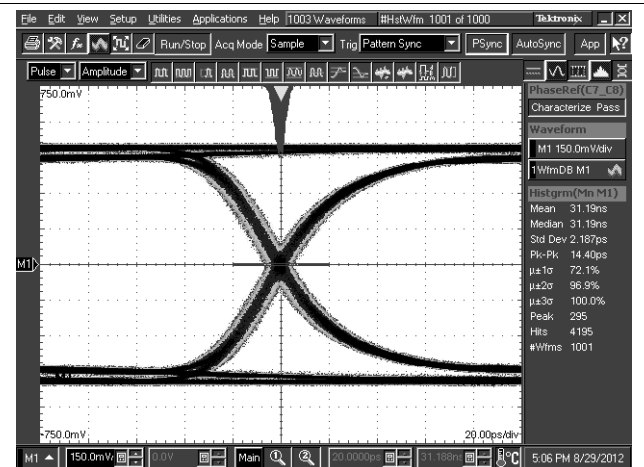 File Edit View Setup Utilities Applications Help 1003 Waveforms #HstWfm 1001 of 1000 Tektronix
Run/Stop Acq Mode Sample Trig Pattern Sync PSync AutoSync App
Pulse Amplitude
750.0mV
PhaseRef(C7_C8)
Characterize Pass
Waveform
M1 150.0mV/div
1WfmDB M1
Histgrm(Mn M1)
Mean 31.19ns
Median 31.19ns
Std Dev 2.187ps
Pk-Pk 14.40ps
µ±1σ 72.1%
µ±2σ 96.9%
µ±3σ 100.0%
Peak 295
Hits 4195
#Wfms 1001
M1
-750.0mV
20.00ps/div
M1 150.0mV/ 0.0V Main 1 2 20.0000ps 31.188n °C 5:06 PM 8/29/2012